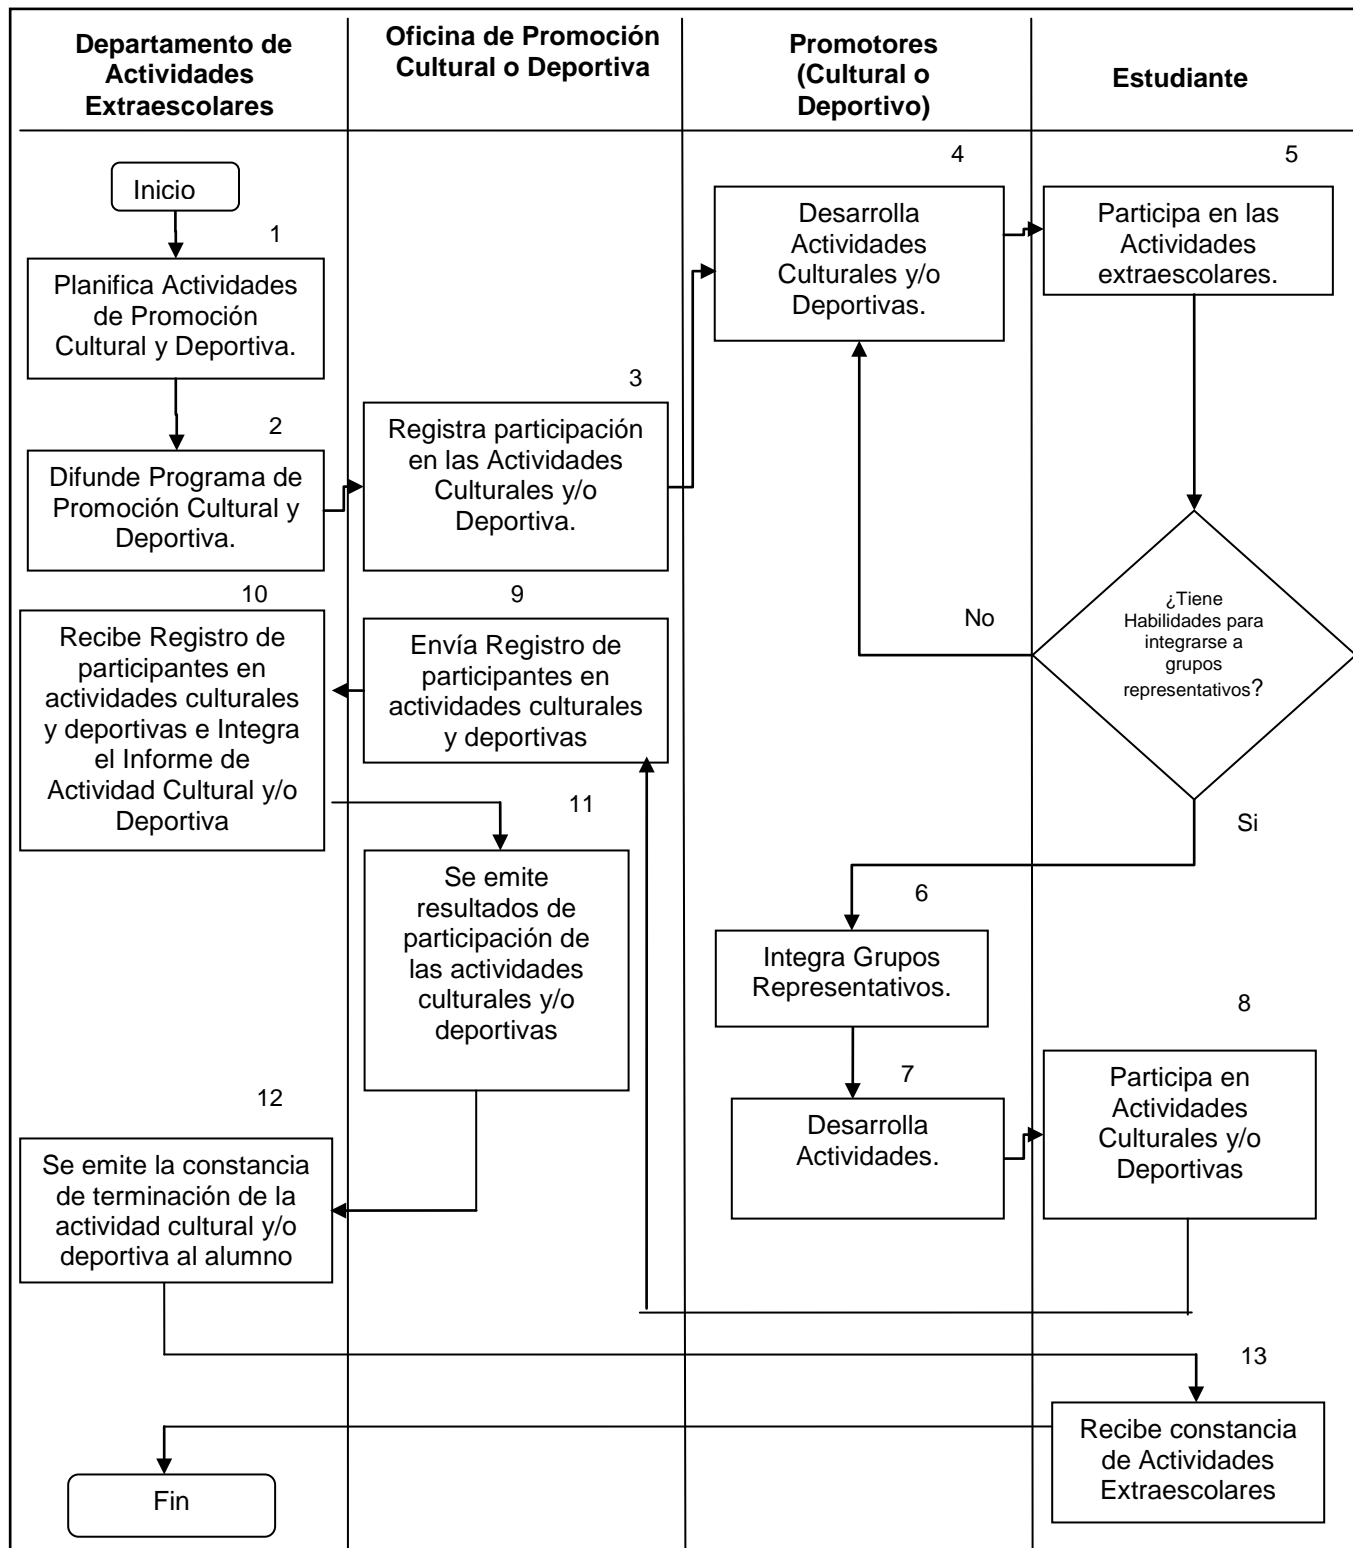 Departamento de
Actividades
Extraescolares
Oficina de Promoción
Cultural o Deportiva
Promotores
(Cultural o
Deportivo)
Estudiante
Inicio
1
Planifica Actividades
de Promoción
Cultural y Deportiva.
2
Difunde Programa de
Promoción Cultural y
Deportiva.
3
Registra participación
en las Actividades
Culturales y/o
Deportiva.
4
Desarrolla
Actividades
Culturales y/o
Deportivas.
5
Participa en las
Actividades
extraescolares.
¿Tiene
Habilidades para
integrarse a
grupos
representativos?
No
Si
6
Integra Grupos
Representativos.
7
Desarrolla
Actividades.
8
Participa en
Actividades
Culturales y/o
Deportivas
9
Envía Registro de
participantes en
actividades culturales
y deportivas
10
Recibe Registro de
participantes en
actividades culturales
y deportivas e Integra
el Informe de
Actividad Cultural y/o
Deportiva
11
Se emite
resultados de
participación de
las actividades
culturales y/o
deportivas
12
Se emite la constancia
de terminación de la
actividad cultural y/o
deportiva al alumno
13
Recibe constancia
de Actividades
Extraescolares
Fin